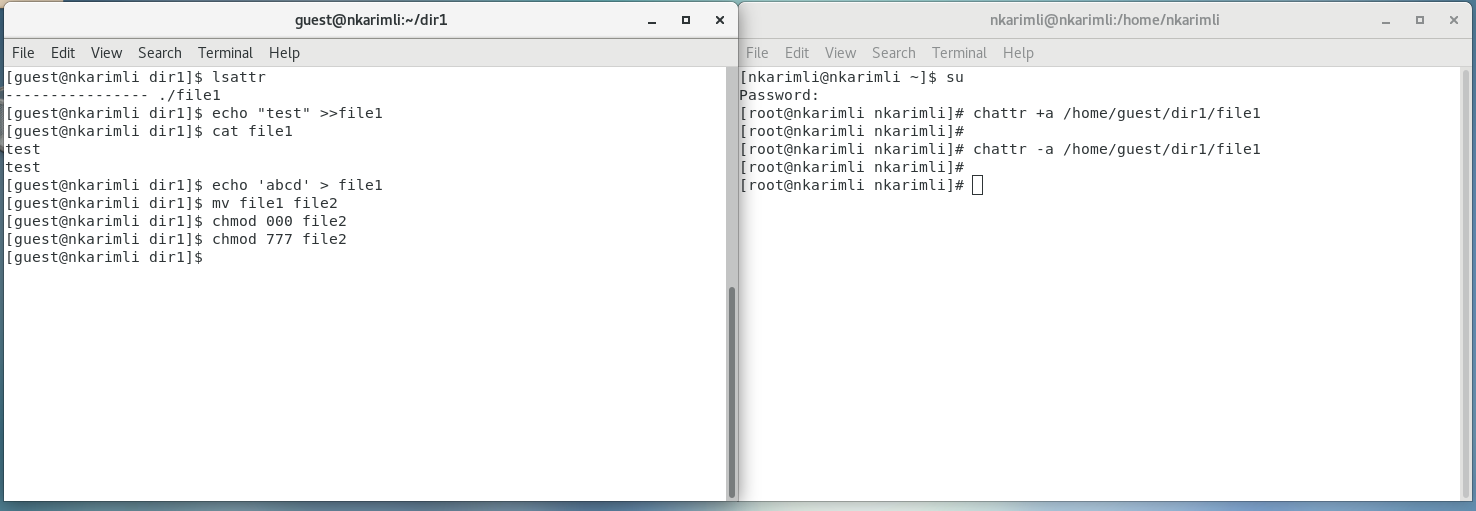 guest@nkarimli:~/dir1
File Edit View Search Terminal Help
[guest@nkarimli dir1]$ lsattr
---------------- ./file1
[guest@nkarimli dir1]$ echo "test" >>file1
[guest@nkarimli dir1]$ cat file1
test
test
[guest@nkarimli dir1]$ echo 'abcd' > file1
[guest@nkarimli dir1]$ mv file1 file2
[guest@nkarimli dir1]$ chmod 000 file2
[guest@nkarimli dir1]$ chmod 777 file2
[guest@nkarimli dir1]$
nkarimli@nkarimli:/home/nkarimli
File Edit View Search Terminal Help
[nkarimli@nkarimli ~]$ su
Password:
[root@nkarimli nkarimli]# chattr +a /home/guest/dir1/file1
[root@nkarimli nkarimli]#
[root@nkarimli nkarimli]# chattr -a /home/guest/dir1/file1
[root@nkarimli nkarimli]#
[root@nkarimli nkarimli]#